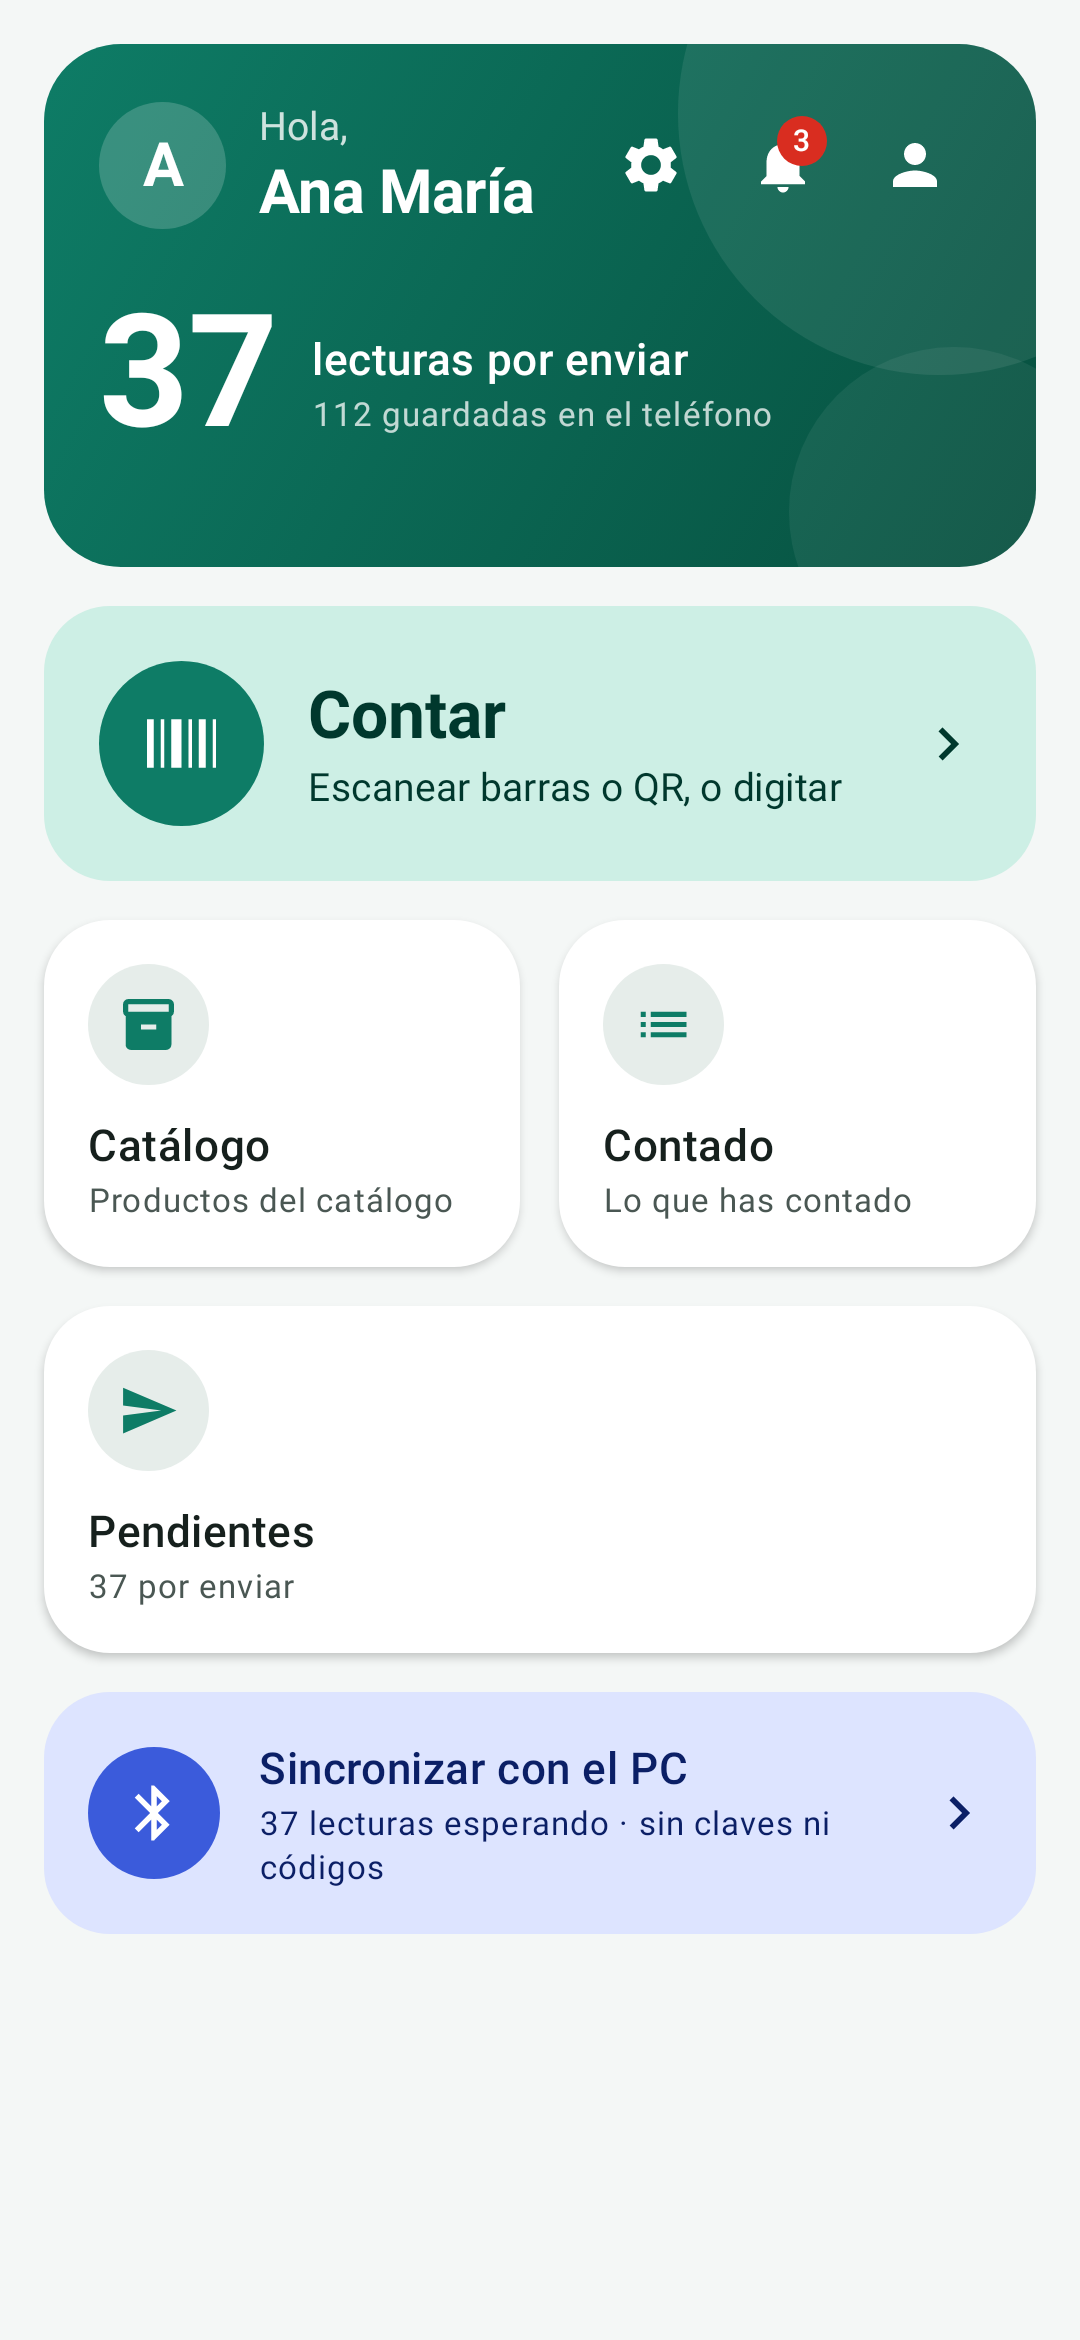 A
Hola,
Ana María
3
37
lecturas por enviar
112 guardadas en el teléfono
Contar
Escanear barras o QR, o digitar
Catálogo
Productos del catálogo
Contado
Lo que has contado
Pendientes
37 por enviar
Sincronizar con el PC
37 lecturas esperando · sin claves ni
códigos